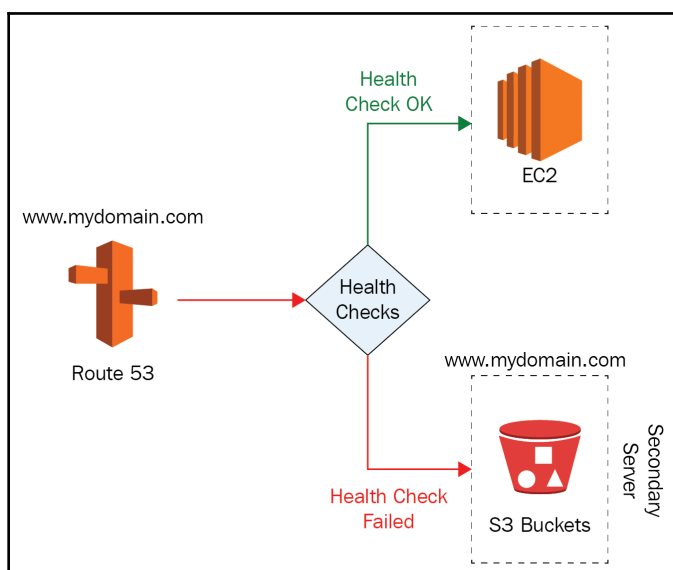 Health
Check OK
EC2
www.mydomain.com
Route 53
Health
Checks
www.mydomain.com
Secondary
Server
S3 Buckets
Health Check
Failed